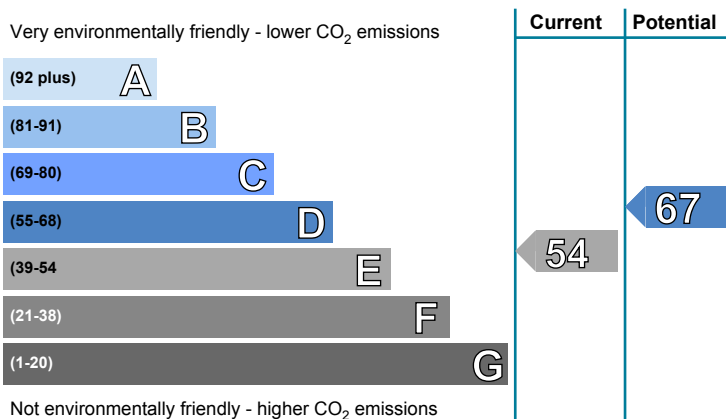 Very environmentally friendly - lower CO2 emissions
Current
Potential
(92 plus) A
(81-91) B
(69-80) C
(55-68) D
(39-54 E
(21-38) F
(1-20) G
54
67
Not environmentally friendly - higher CO2 emissions